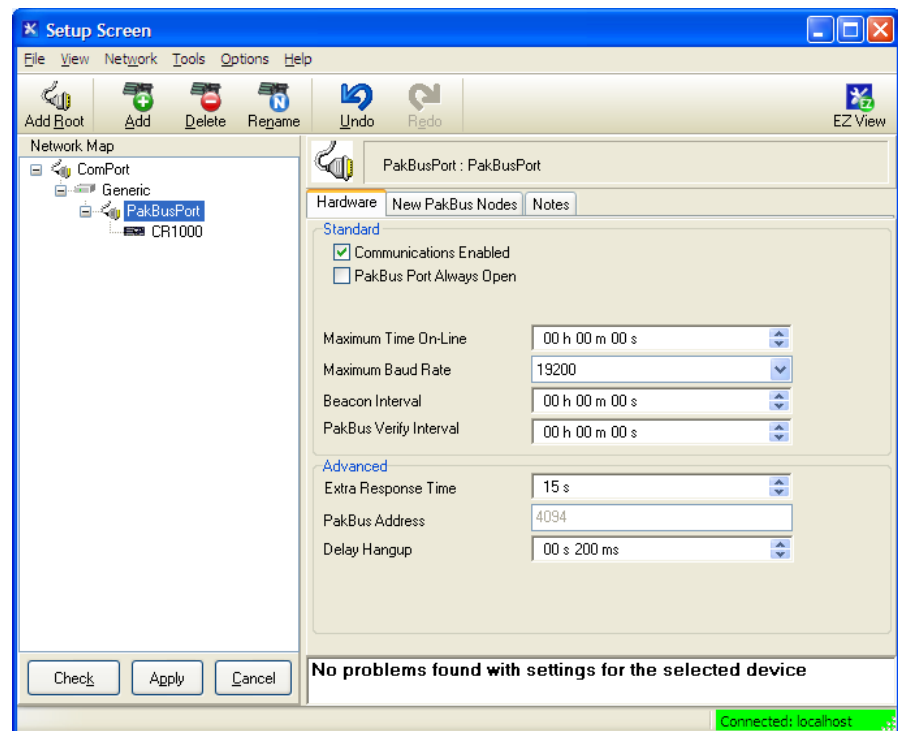 Setup Screen
File View Network Tools Options Help
Add Root Add Delete Rename Undo Redo EZ View
Network Map
ComPort
Generic
PakBusPort
CR1000
PakBusPort : PakBusPort
Hardware New PakBus Nodes Notes
Standard
Communications Enabled
PakBus Port Always Open
Maximum Time On-Line 00 h 00 m 00 s
Maximum Baud Rate 19200
Beacon Interval 00 h 00 m 00 s
PakBus Verify Interval 00 h 00 m 00 s
Advanced
Extra Response Time 15 s
PakBus Address 4094
Delay Hangup 00 s 200 ms
Check Apply Cancel
No problems found with settings for the selected device
Connected: localhost